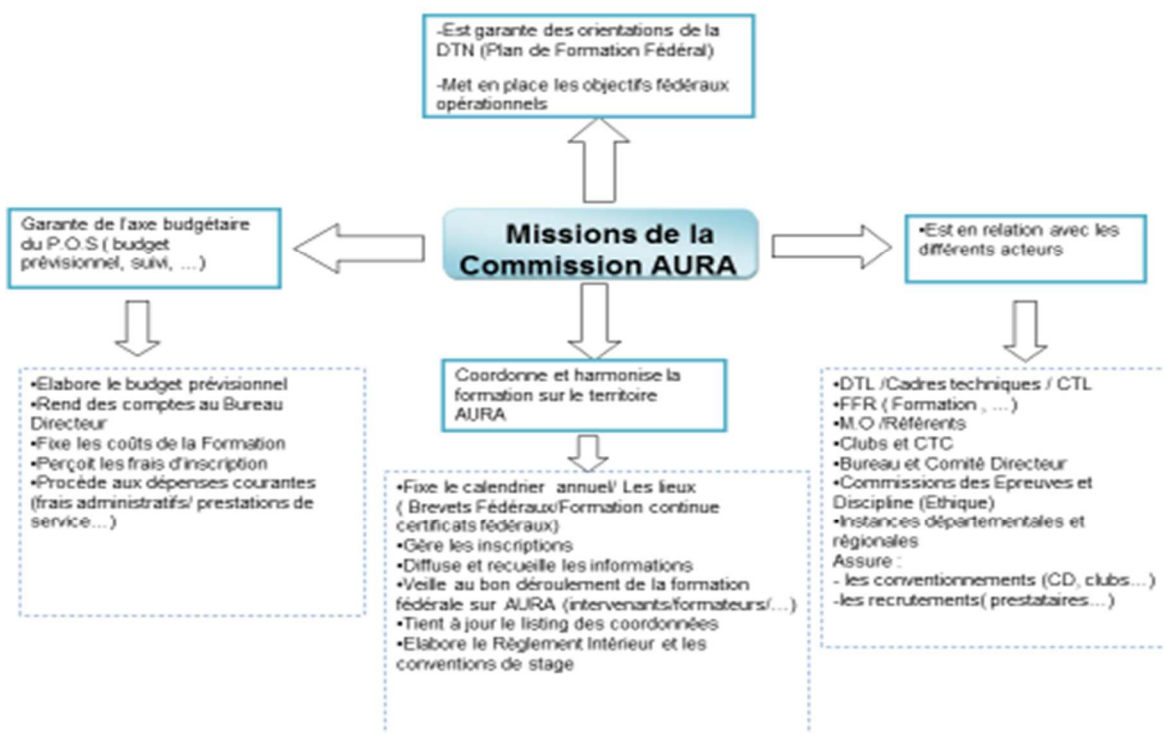 -Est garante des orientations de la
DTN (Plan de Formation Fédéral)
-Met en place les objectifs fédéraux
opérationnels
Garante de l'axe budgétaire
du P.O.S ( budget
prévisionnel, suivi, …)
Missions de la
Commission AURA
•Est en relation avec les
différents acteurs
•Elabore le budget prévisionnel
•Rend des comptes au Bureau
Directeur
•Fixe les coûts de la Formation
•Perçoit les frais d'inscription
•Procède aux dépenses courantes
(frais administratifs/ prestations de
service…)
Coordonne et harmonise la
formation sur le territoire
AURA
•Fixe le calendrier annuel/ Les lieux
( Brevets Fédéraux/Formation continue
certificats fédéraux)
•Gère les inscriptions
•Diffuse et recueille les informations
•Veille au bon déroulement de la formation
fédérale sur AURA (intervenants/formateurs/…)
•Tient à jour le listing des coordonnées
•Elabore le Règlement Intérieur et les
conventions de stage
•DTL /Cadres techniques / CTL
•FFR ( Formation , …)
•M.O /Référents
•Clubs et CTC
•Bureau et Comité Directeur
•Commissions des Epreuves et
Discipline (Ethique)
•Instances départementales et
régionales
Assure :
- les conventionnements (CD, clubs…)
-les recrutements( prestataires…)